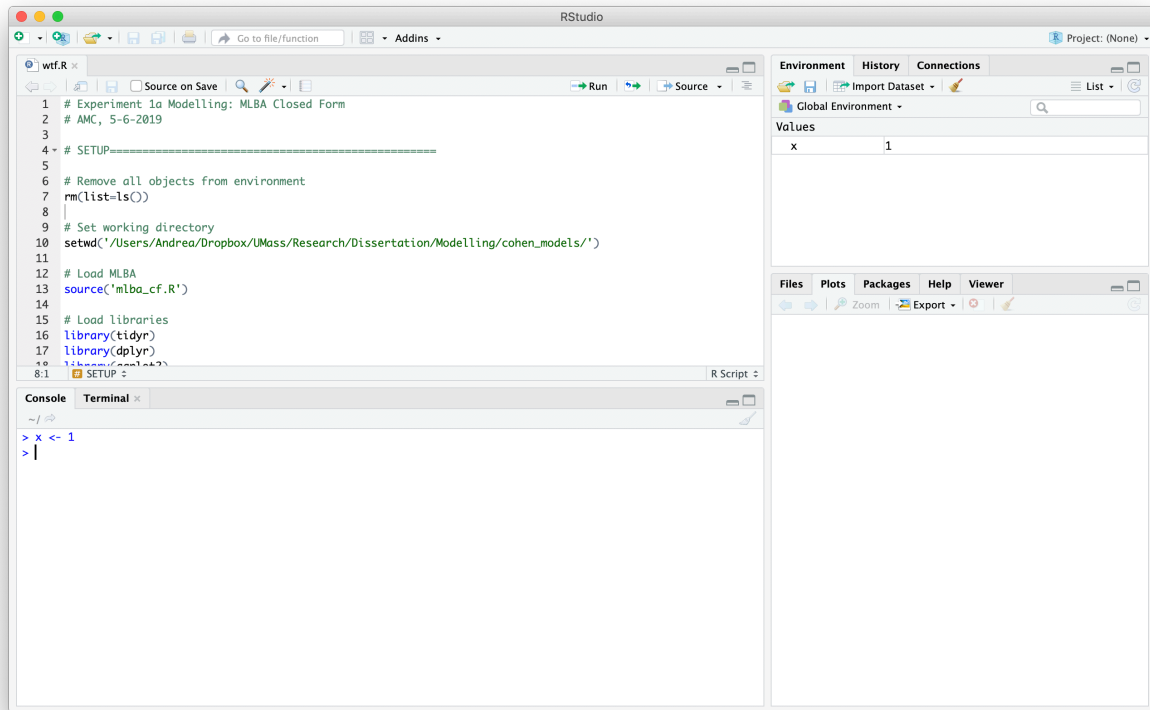 RStudio
Go to file/function
Addins
Project: (None)
wtf.R
Source on Save
Run
Source
1 # Experiment 1a Modelling: MLBA Closed Form
2 # AMC, 5-6-2019
3
4 # SETUP==================================================
5
6 # Remove all objects from environment
7 rm(list=ls())
8
9 # Set working directory
10 setwd('/Users/Andrea/Dropbox/UMass/Research/Dissertation/Modelling/cohen_models/')
11
12 # Load MLBA
13 source('mlba_cf.R')
14
15 # Load libraries
16 library(tidyr)
17 library(dplyr)
18 library(ggplot2)
8:1 # SETUP R Script
Console Terminal
~/
> x <- 1
>
Environment History Connections
Import Dataset List
Global Environment
Values
x 1
Files Plots Packages Help Viewer
Zoom Export